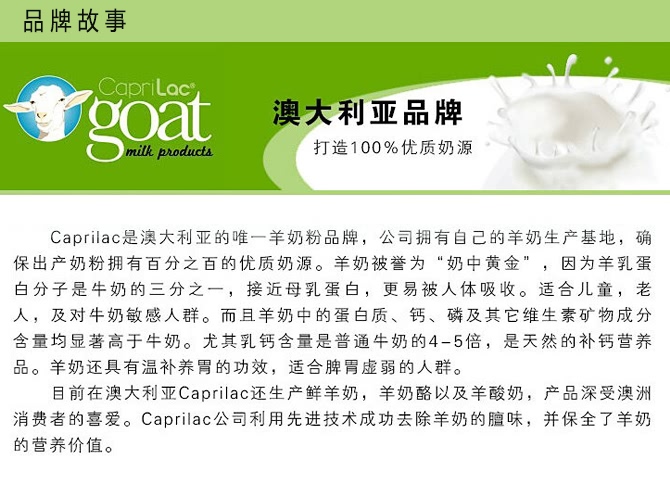 品牌故事
CapriLac®
goat
milk products
澳大利亚品牌
打造100%优质奶源
Caprilac是澳大利亚的唯一羊奶粉品牌，公司拥有自己的羊奶生产基地，确
保出产奶粉拥有百分之百的优质奶源。羊奶被誉为“奶中黄金”，因为羊乳蛋
白分子是牛奶的三分之一，接近母乳蛋白，更易被人体吸收。适合儿童，老
人，及对牛奶敏感人群。而且羊奶中的蛋白质、钙、磷及其它维生素矿物成分
含量均显著高于牛奶。尤其乳钙含量是普通牛奶的4-5倍，是天然的补钙营养
品。羊奶还具有温补养胃的功效，适合脾胃虚弱的人群。
目前在澳大利亚Caprilac还生产鲜羊奶，羊奶酪以及羊酸奶，产品深受澳洲
消费者的喜爱。Caprilac公司利用先进技术成功去除羊奶的膻味，并保全了羊奶
的营养价值。